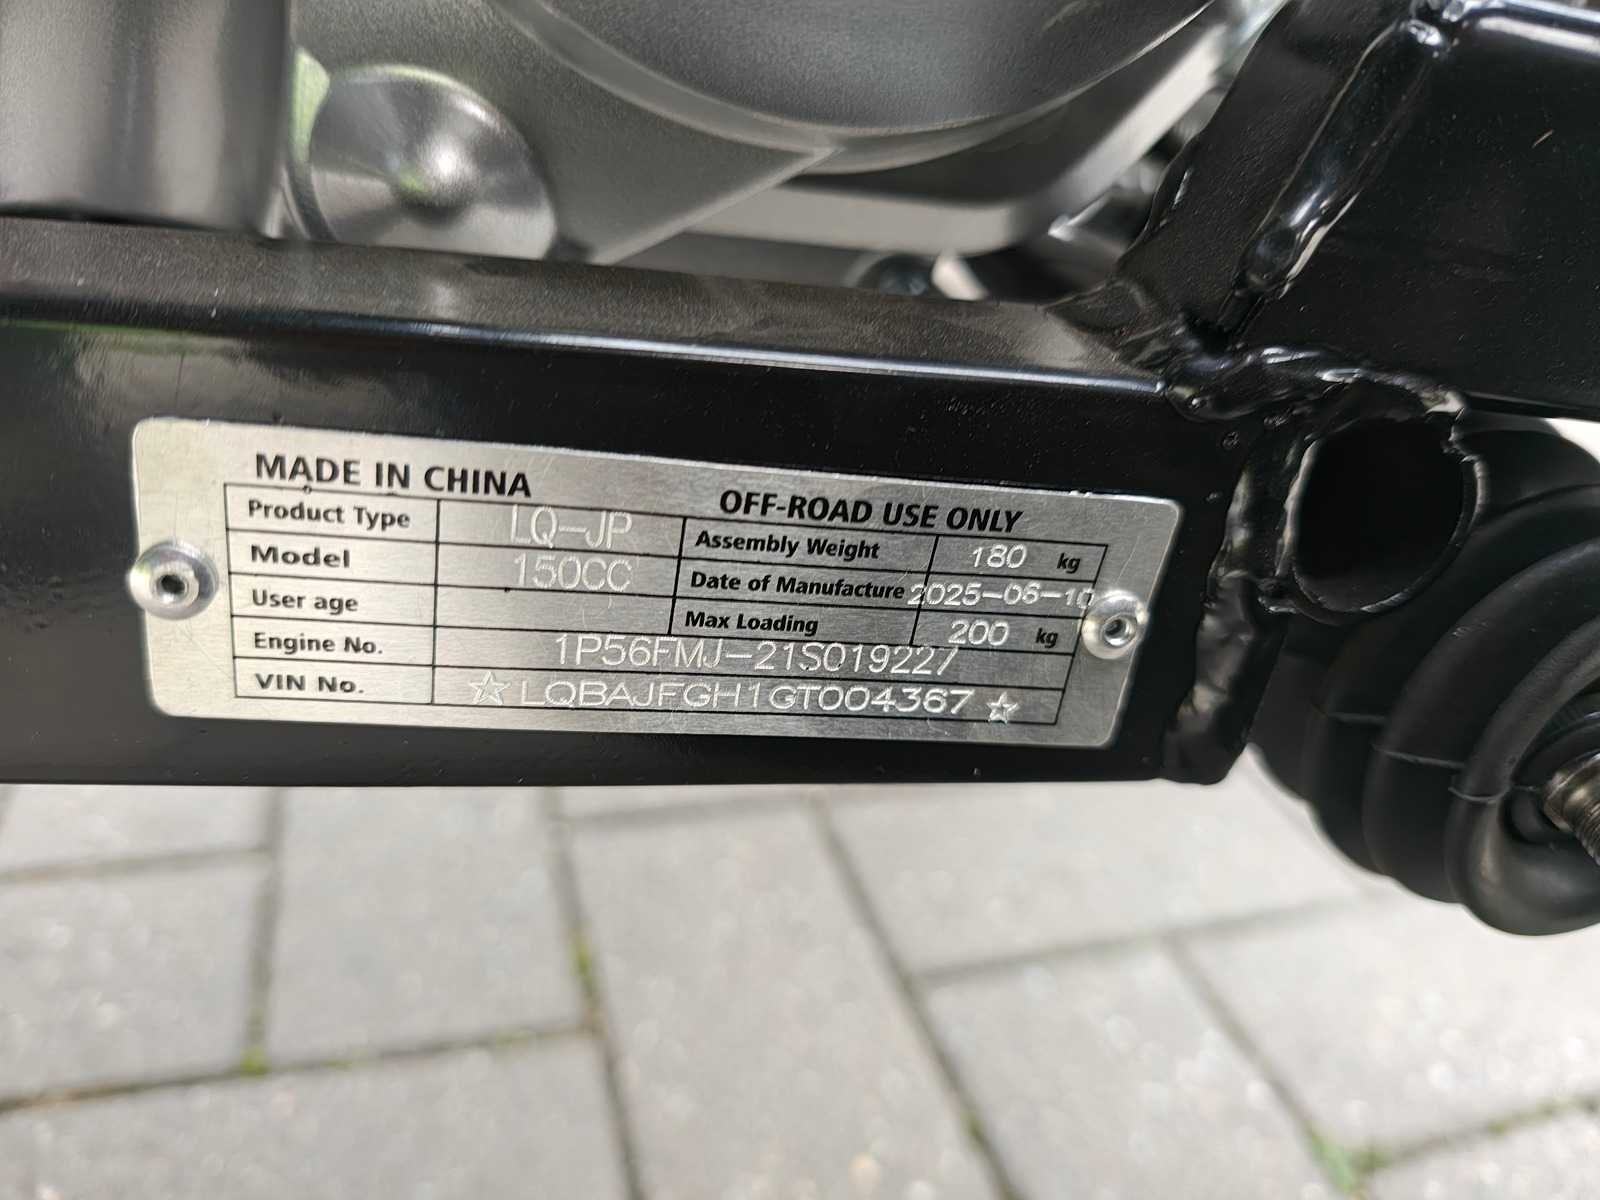 MADE IN CHINA
OFF-ROAD USE ONLY
Product Type LQ-JP Assembly Weight 180 kg
Model 150CC Date of Manufacture 2025-06-10
User age Max Loading 200 kg
Engine No. 1P56FMJ-21S019227
VIN No. ☆LQBAJFGH1GT004367☆